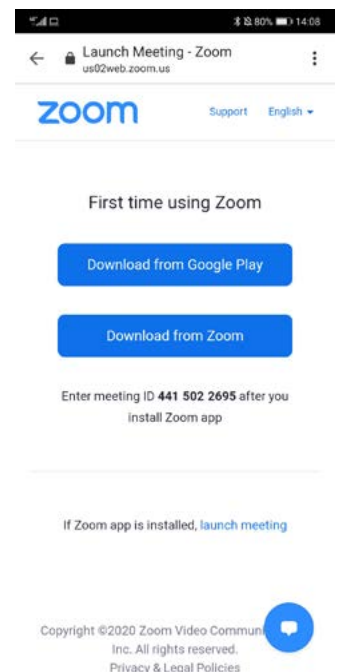 80% 14:08
Launch Meeting - Zoom
us02web.zoom.us
zoom Support English
First time using Zoom
Download from Google Play
Download from Zoom
Enter meeting ID 441 502 2695 after you
install Zoom app
If Zoom app is installed, launch meeting
Copyright ©2020 Zoom Video
Inc. All rights reserved.
Privacy & Legal Policies